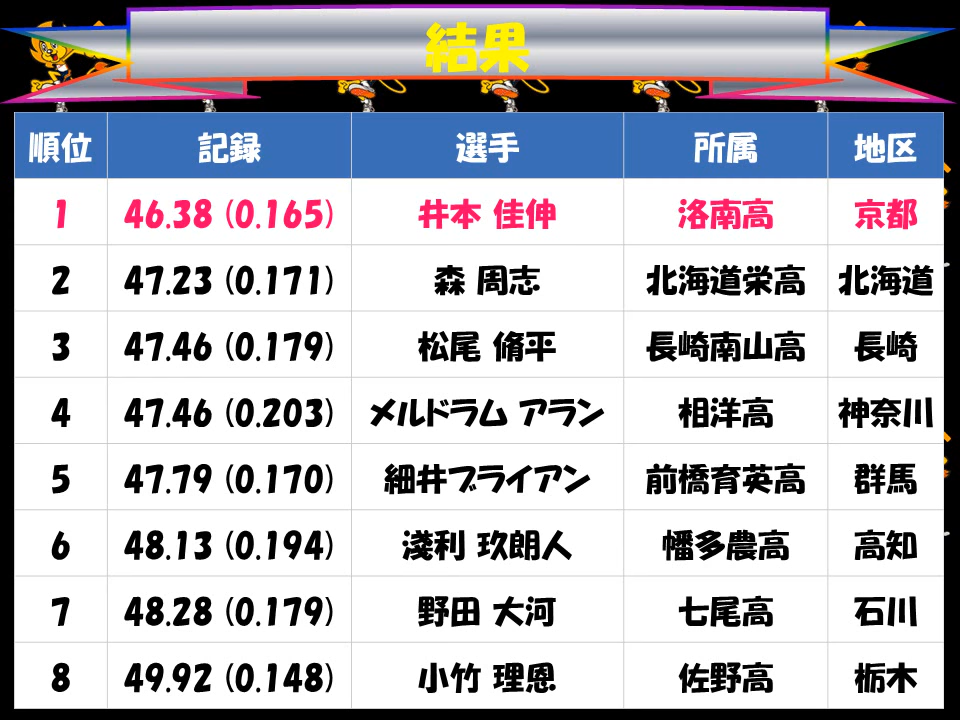 結果
順位 記録 選手 所属 地区
1 46.38 (0.165) 井本 佳伸 洛南高 京都
2 47.23 (0.171) 森 周志 北海道栄高 北海道
3 47.46 (0.179) 松尾 脩平 長崎南山高 長崎
4 47.46 (0.203) メルドラム アラン 相洋高 神奈川
5 47.79 (0.170) 細井ブライアン 前橋育英高 群馬
6 48.13 (0.194) 淺利 玖朗人 幡多農高 高知
7 48.28 (0.179) 野田 大河 七尾高 石川
8 49.92 (0.148) 小竹 理恩 佐野高 栃木